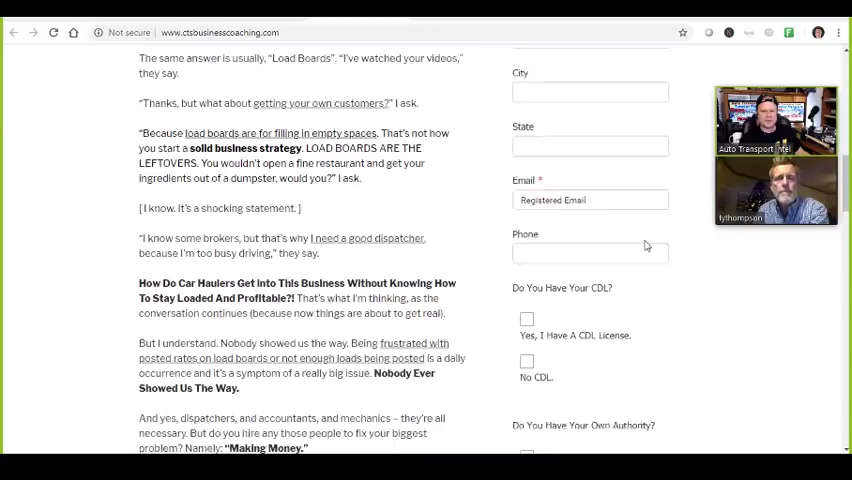 Not secure
www.ctsbusinesscoaching.com
The same answer is usually, “Load Boards”. “I’ve watched your videos,”
they say.
“Thanks, but what about getting your own customers?” I ask.
“Because load boards are for filling in empty spaces. That’s not how
you start a solid business strategy. LOAD BOARDS ARE THE
LEFTOVERS. You wouldn’t open a fine restaurant and get your
ingredients out of a dumpster, would you?” I ask.
[ I know. It’s a shocking statement. ]
“I know some brokers, but that’s why I need a good dispatcher,
because I’m too busy driving,” they say.
How Do Car Haulers Get Into This Business Without Knowing How
To Stay Loaded And Profitable?! That’s what I’m thinking, as the
conversation continues (because now things are about to get real).
But I understand. Nobody showed us the way. Being frustrated with
posted rates on load boards or not enough loads being posted is a daily
occurrence and it’s a symptom of a really big issue. Nobody Ever
Showed Us The Way.
And yes, dispatchers, and accountants, and mechanics – they’re all
necessary. But do you hire any those people to fix your biggest
problem? Namely: “Making Money.”
City
State
Email *
Registered Email
Phone
Do You Have Your CDL?
Yes, I Have A CDL License.
No CDL.
Do You Have Your Own Authority?
Auto Transport Intel
tythompson